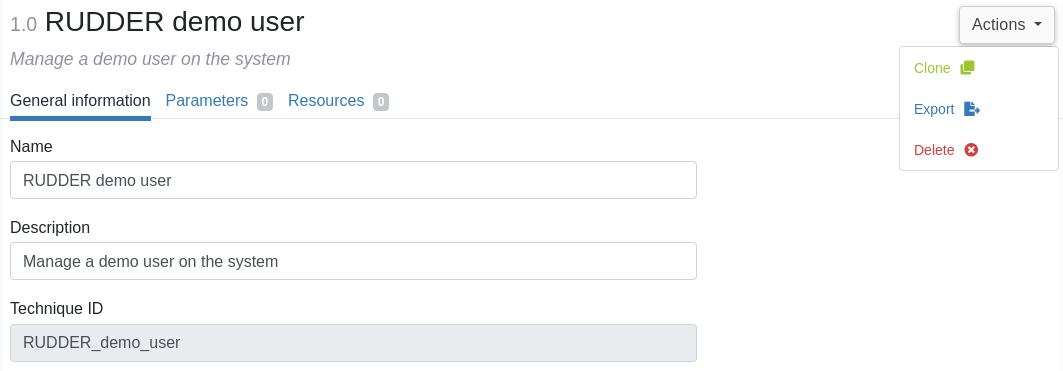 1.0 RUDDER demo user
Actions
Manage a demo user on the system
Clone
Export
Delete
General information Parameters 0 Resources 0
Name
RUDDER demo user
Description
Manage a demo user on the system
Technique ID
RUDDER_demo_user